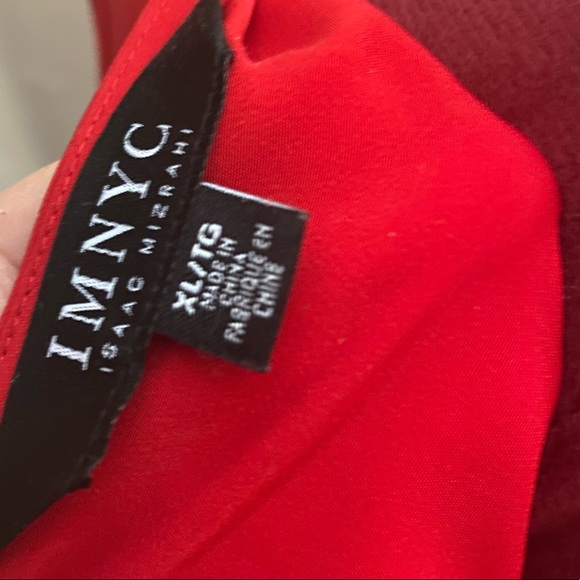 IMNYC
ISAAC MIZRAHI
XL/TG
MADE IN
CHINA
FABRIQUE EN
CHINE